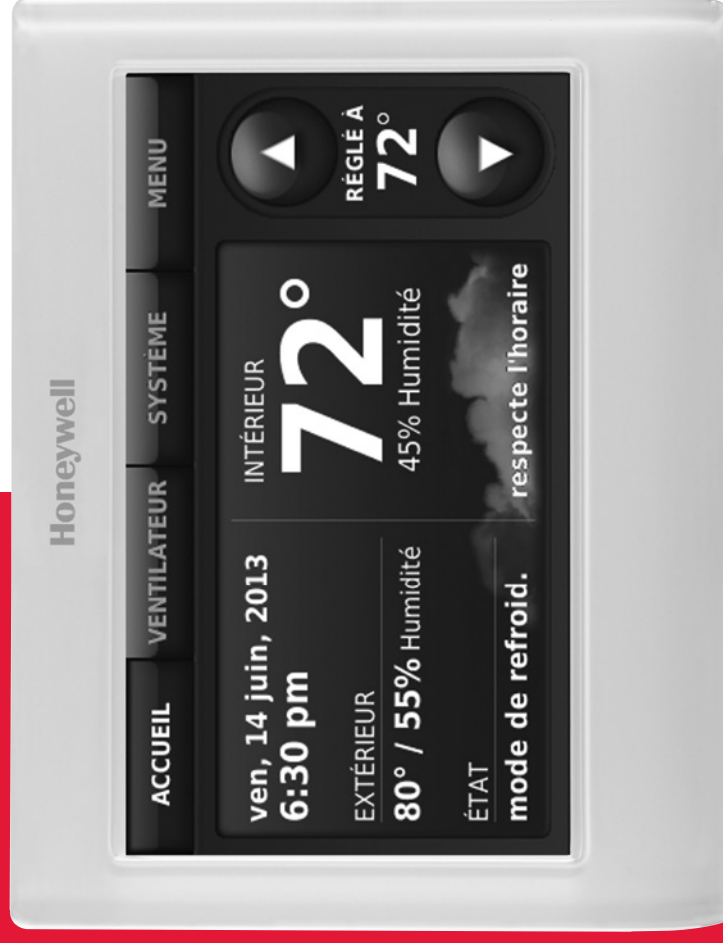 Honeywell
ACCUEIL
VENTILATEUR
SYSTÈME
MENU
ven, 14 juin, 2013
6:30 pm
EXTÉRIEUR
80° / 55% Humidité
ÉTAT
mode de refroid.
INTÉRIEUR
72°
45% Humidité
respecte l'horaire
RÉGLÉ À
72°